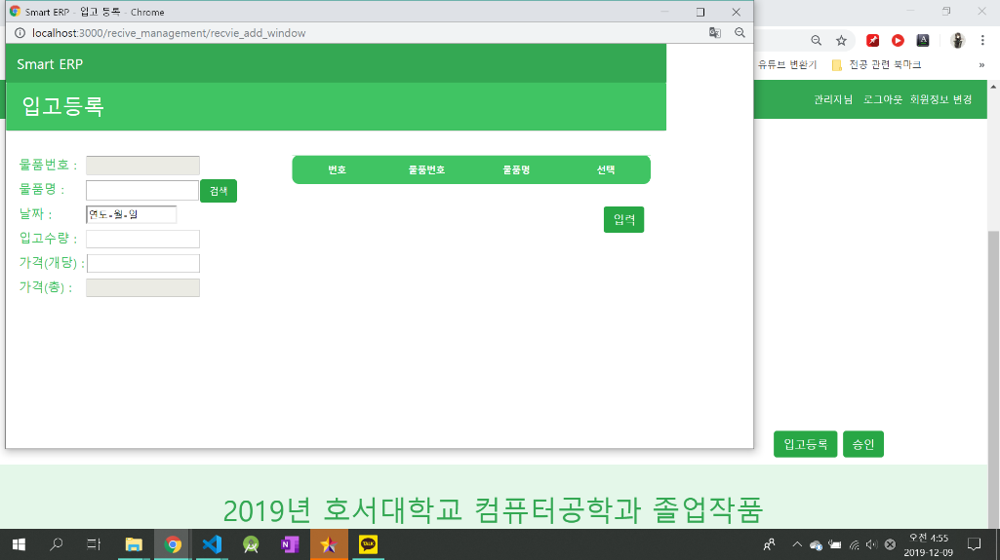 Smart ERP - 입고 등록 - Chrome
localhost:3000/recive_management/recvie_add_window
Smart ERP
입고등록
물품번호 :
물품명 :
검색
날짜 :
연도-월-일
입고수량 :
가격(개당) :
가격(총) :
번호 물품번호 물품명 선택
입력
유튜브 변환기 전공 관련 북마크 »
관리자님 로그아웃 회원정보 변경
입고등록 승인
2019년 호서대학교 컴퓨터공학과 졸업작품
TALK
오전 4:55
2019-12-09